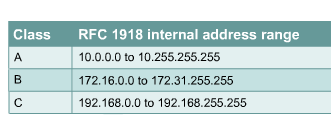 Class RFC 1918 internal address range
A 10.0.0.0 to 10.255.255.255
B 172.16.0.0 to 172.31.255.255
C 192.168.0.0 to 192.168.255.255